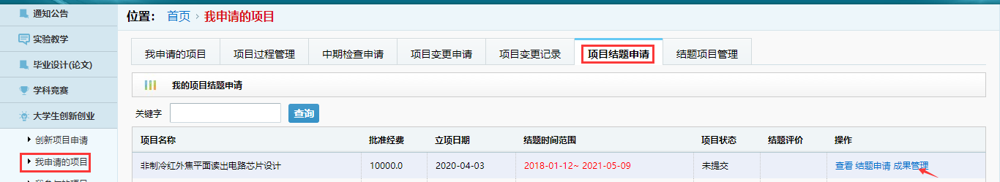 通知公告
实验教学
毕业设计(论文)
学科竞赛
大学生创新创业
创新项目申请
我申请的项目
位置： 首页 › 我申请的项目
我申请的项目 项目过程管理 中期检查申请 项目变更申请 项目变更记录 项目结题申请 结题项目管理
我的项目结题申请
关键字 查询
项目名称 批准经费 立项日期 结题时间范围 项目状态 结题评价 操作
非制冷红外焦平面读出电路芯片设计 10000.0 2020-04-03 2018-01-12~ 2021-05-09 未提交 查看 结题申请 成果管理